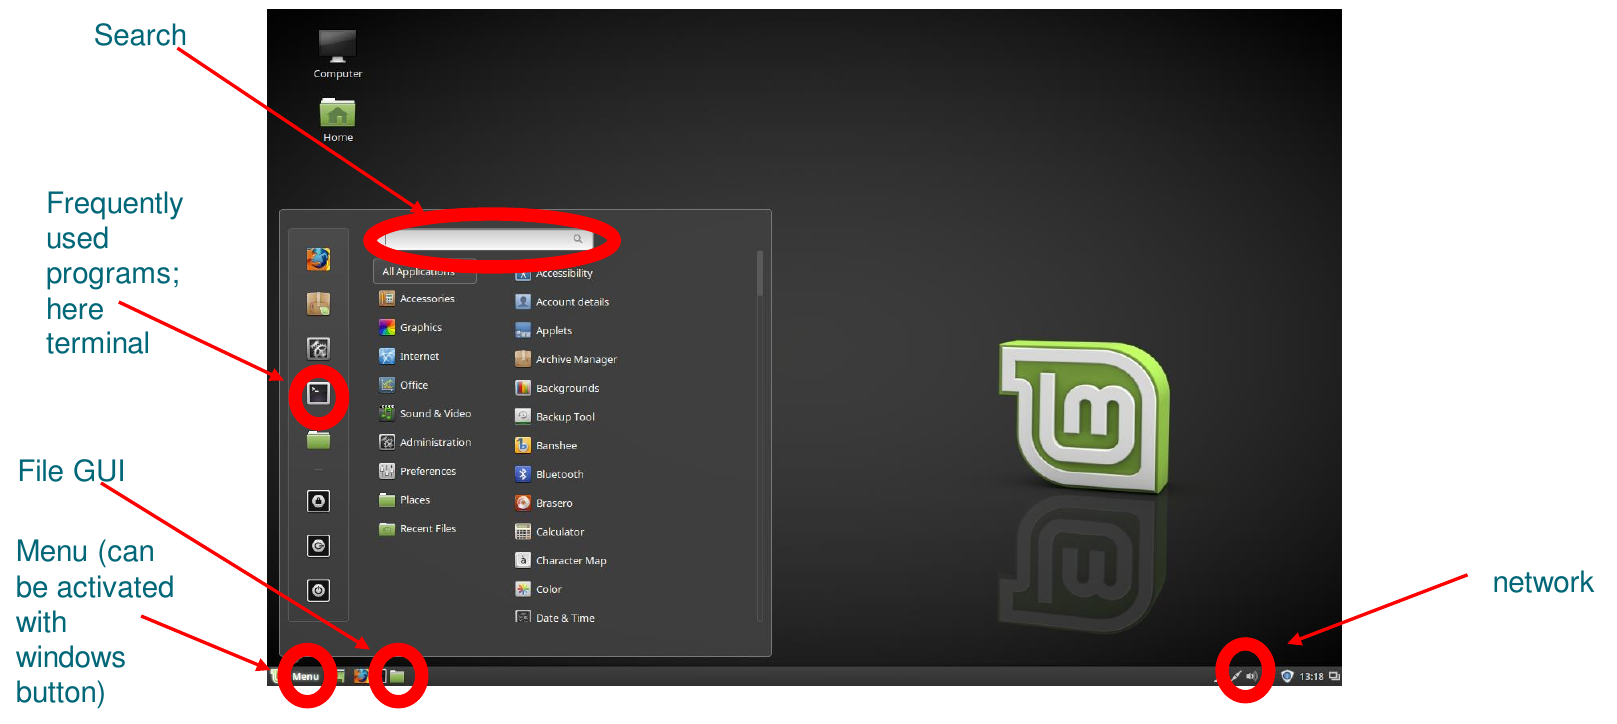 Search
Computer
Home
Frequently
used
programs;
here
terminal
All Applications
Accessories
Graphics
Internet
Office
Sound & Video
Administration
Preferences
Places
Recent Files
Accessibility
Account details
Applets
Archive Manager
Backgrounds
Backup Tool
Banshee
Bluetooth
Brasero
Calculator
Character Map
Color
Date & Time
File GUI
Menu (can
be activated
with
windows
button)
network
Menu
13:18